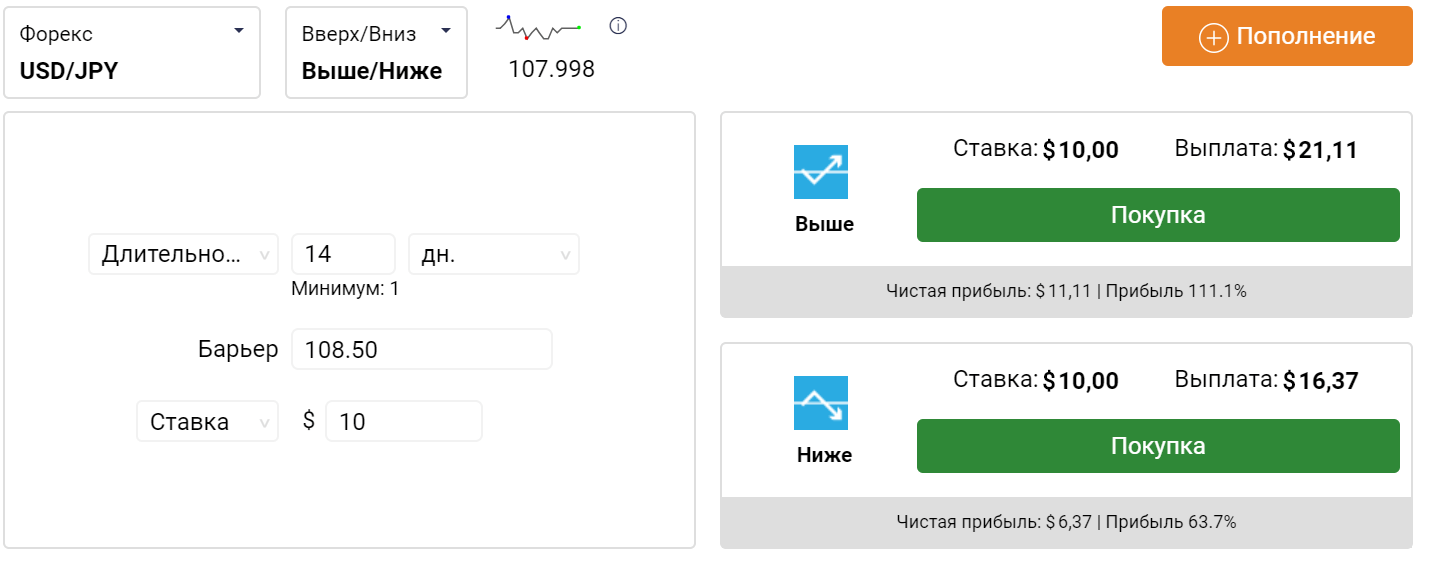 Форекс
USD/JPY
Вверх/Вниз
Выше/Ниже
107.998
Пополнение
Длительно...
14
дн.
Минимум: 1
Барьер
108.50
Ставка
$
10
Выше
Ставка: $10,00
Выплата: $21,11
Покупка
Чистая прибыль: $11,11 | Прибыль 111.1%
Ниже
Ставка: $10,00
Выплата: $16,37
Покупка
Чистая прибыль: $6,37 | Прибыль 63.7%